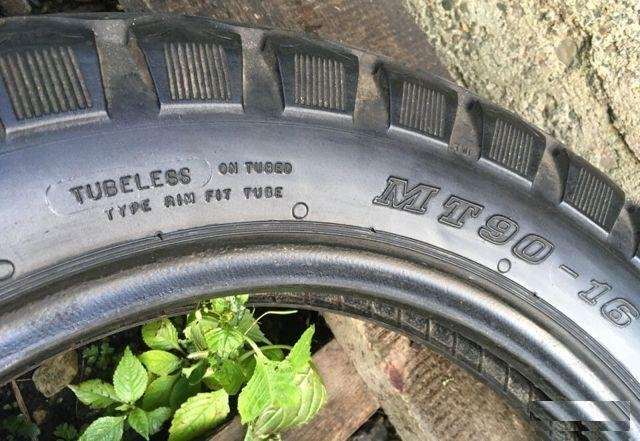 TUBELESS ON TUBED
TYPE RIM FIT TUBE
MT90-16